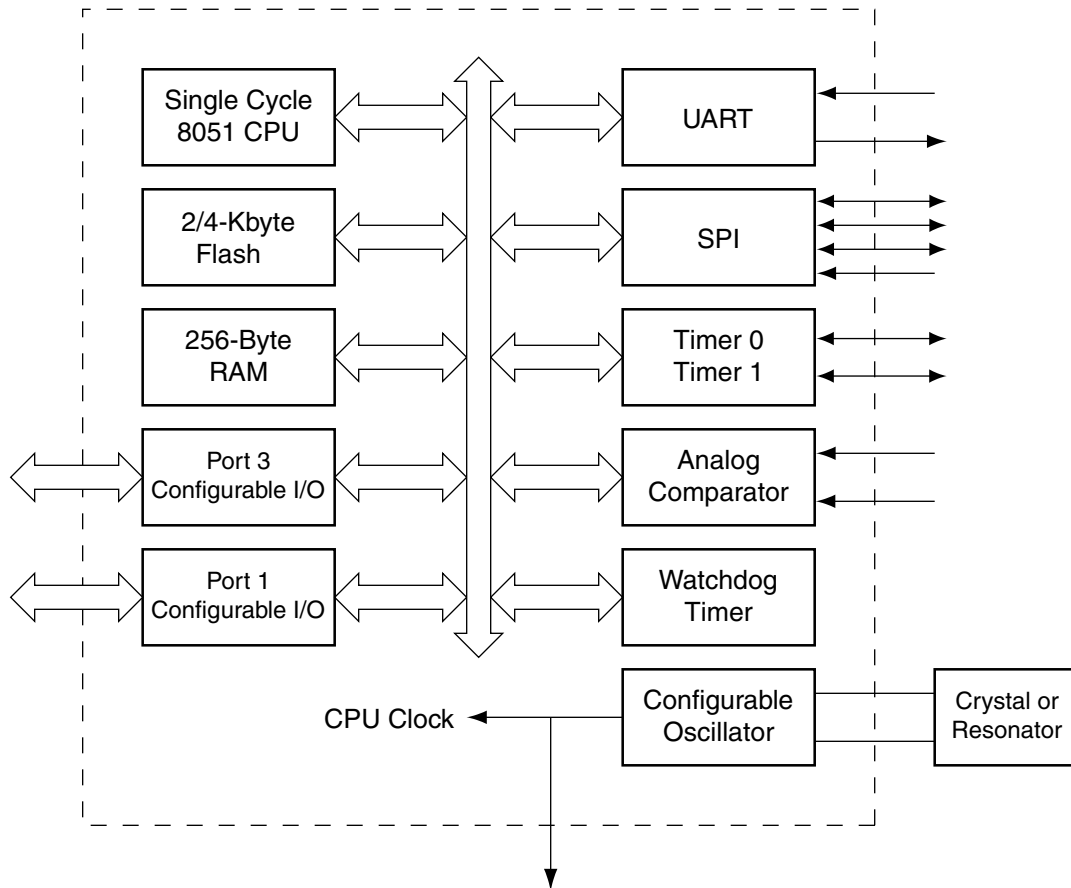 Single Cycle
8051 CPU
UART
2/4-Kbyte
Flash
SPI
256-Byte
RAM
Timer 0
Timer 1
Port 3
Configurable I/O
Analog
Comparator
Port 1
Configurable I/O
Watchdog
Timer
CPU Clock
Configurable
Oscillator
Crystal or
Resonator